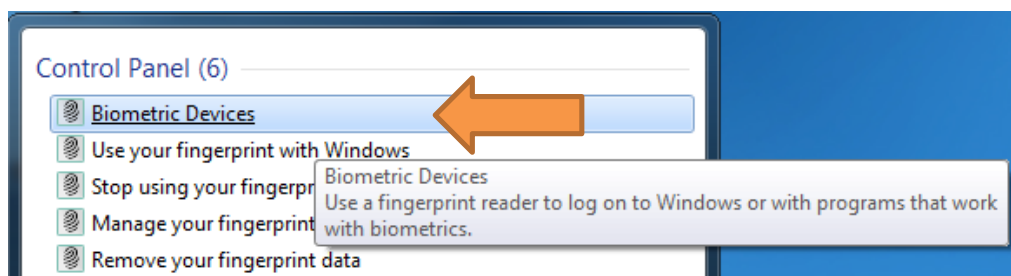 Control Panel (6)
Biometric Devices
Use your fingerprint with Windows
Stop using your fingerpr
Manage your fingerprint
Remove your fingerprint data
Biometric Devices
Use a fingerprint reader to log on to Windows or with programs that work
with biometrics.